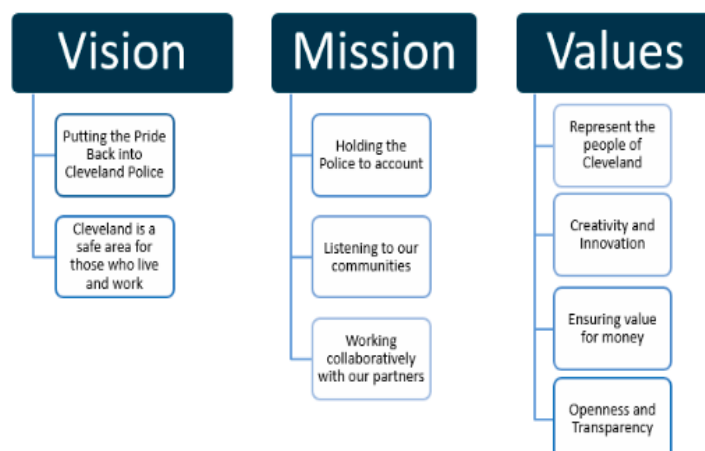 Vision
Putting the Pride
Back into
Cleveland Police
Cleveland is a
safe area for
those who live
and work
Mission
Holding the
Police to account
Listening to our
communities
Working
collaboratively
with our partners
Values
Represent the
people of
Cleveland
Creativity and
Innovation
Ensuring value
for money
Openness and
Transparency